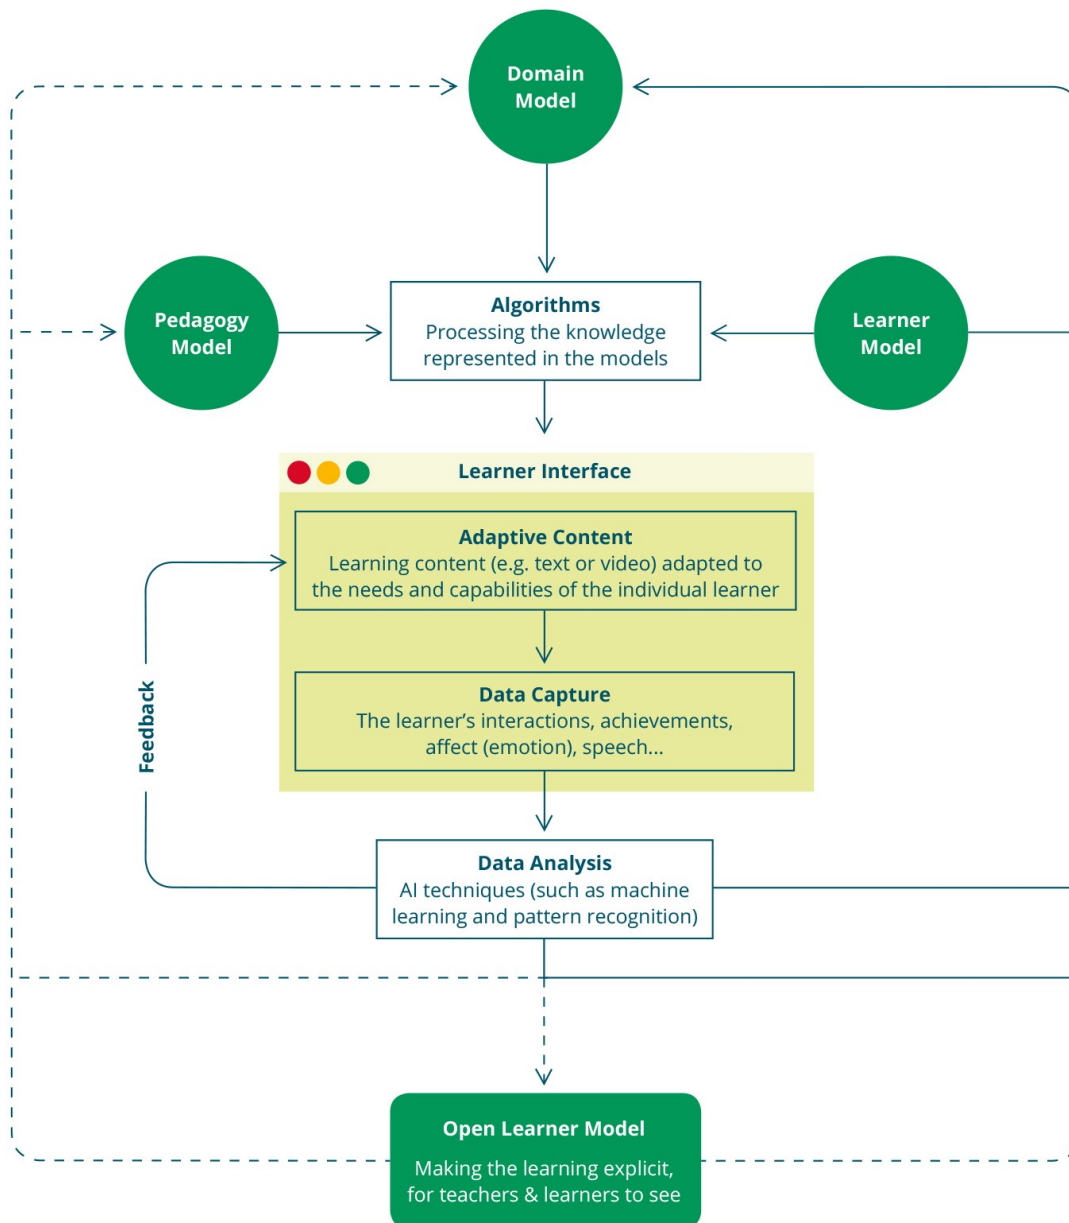 Domain
Model
Pedagogy
Model
Algorithms
Processing the knowledge
represented in the models
Learner
Model
Learner Interface
Adaptive Content
Learning content (e.g. text or video) adapted to
the needs and capabilities of the individual learner
Feedback
Data Capture
The learner’s interactions, achievements,
affect (emotion), speech...
Data Analysis
AI techniques (such as machine
learning and pattern recognition)
Open Learner Model
Making the learning explicit,
for teachers & learners to see